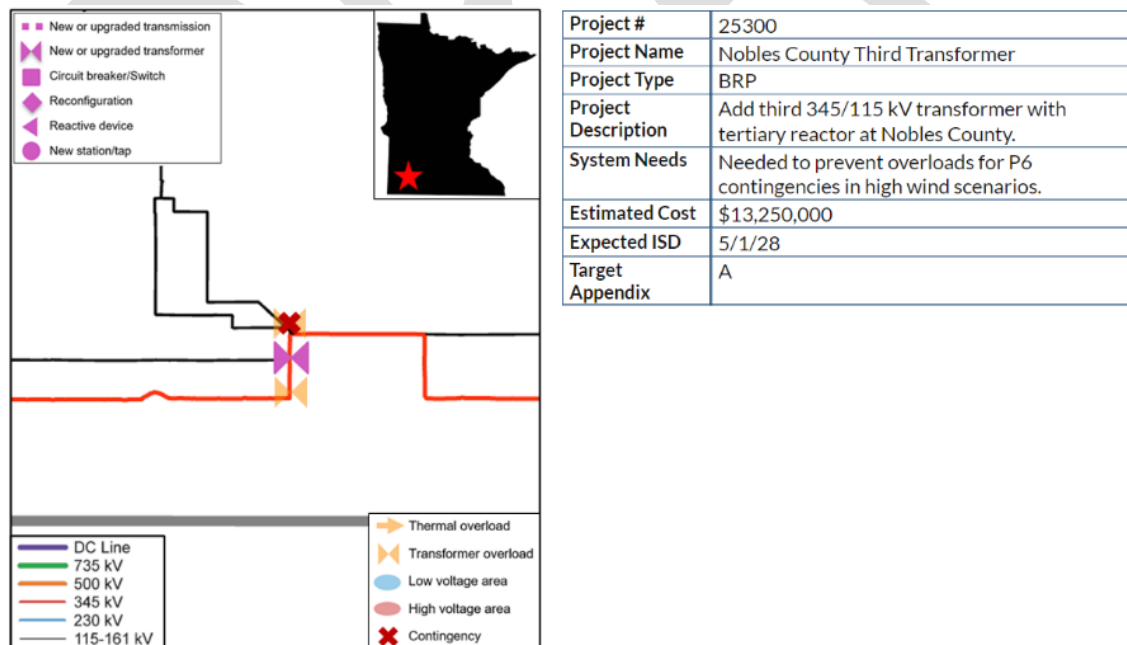 New or upgraded transmission
New or upgraded transformer
Circuit breaker/Switch
Reconfiguration
Reactive device
New station/tap
Thermal overload
Transformer overload
Low voltage area
High voltage area
Contingency
DC Line
735 kV
500 kV
345 kV
230 kV
115-161 kV
Project # 25300
Project Name Nobles County Third Transformer
Project Type BRP
Project Description Add third 345/115 kV transformer with
tertiary reactor at Nobles County.
System Needs Needed to prevent overloads for P6
contingencies in high wind scenarios.
Estimated Cost $13,250,000
Expected ISD 5/1/28
Target Appendix A